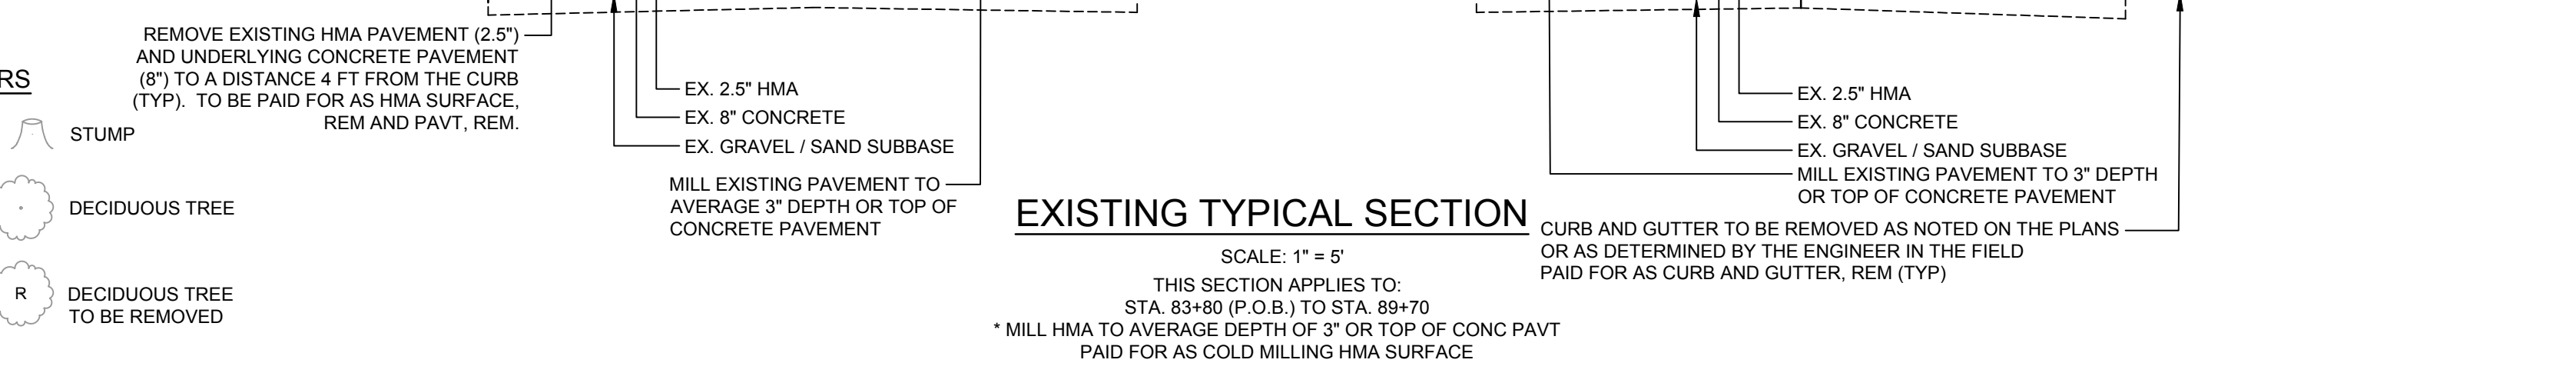 RS
STUMP
DECIDUOUS TREE
R
DECIDUOUS TREE
TO BE REMOVED
REMOVE EXISTING HMA PAVEMENT (2.5")
AND UNDERLYING CONCRETE PAVEMENT
(8") TO A DISTANCE 4 FT FROM THE CURB
(TYP).  TO BE PAID FOR AS HMA SURFACE,
REM AND PAVT, REM.
EX. 2.5" HMA
EX. 8" CONCRETE
EX. GRAVEL / SAND SUBBASE
MILL EXISTING PAVEMENT TO
AVERAGE 3" DEPTH OR TOP OF
CONCRETE PAVEMENT
EXISTING TYPICAL SECTION
SCALE: 1" = 5'
THIS SECTION APPLIES TO:
STA. 83+80 (P.O.B.) TO STA. 89+70
* MILL HMA TO AVERAGE DEPTH OF 3" OR TOP OF CONC PAVT
PAID FOR AS COLD MILLING HMA SURFACE
EX. 2.5" HMA
EX. 8" CONCRETE
EX. GRAVEL / SAND SUBBASE
MILL EXISTING PAVEMENT TO 3" DEPTH
OR TOP OF CONCRETE PAVEMENT
CURB AND GUTTER TO BE REMOVED AS NOTED ON THE PLANS
OR AS DETERMINED BY THE ENGINEER IN THE FIELD
PAID FOR AS CURB AND GUTTER, REM (TYP)